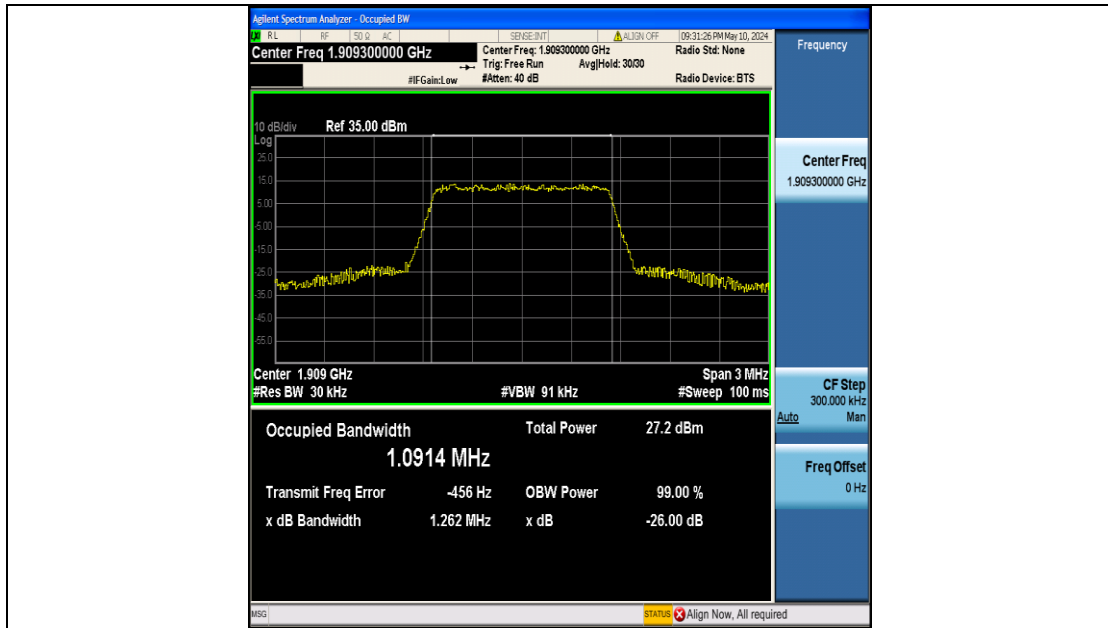 Agilent Spectrum Analyzer - Occupied BW
RL RF 50 Ω AC SENSE:INT ALIGN OFF 09:31:26 PM May 10, 2024
Center Freq 1.909300000 GHz
Center Freq: 1.909300000 GHz Radio Std: None
Trig: Free Run Avg|Hold: 30/30
#IFGain:Low #Atten: 40 dB Radio Device: BTS
10 dB/div Ref 35.00 dBm
Log
25.0
15.0
5.00
-5.00
-15.0
-25.0
-35.0
-45.0
-55.0
Center 1.909 GHz Span 3 MHz
#Res BW 30 kHz #VBW 91 kHz #Sweep 100 ms
Occupied Bandwidth Total Power 27.2 dBm
1.0914 MHz
Transmit Freq Error -456 Hz OBW Power 99.00 %
x dB Bandwidth 1.262 MHz x dB -26.00 dB
Frequency
Center Freq
1.909300000 GHz
CF Step
300.000 kHz
Auto Man
Freq Offset
0 Hz
MSG STATUS Align Now, All required